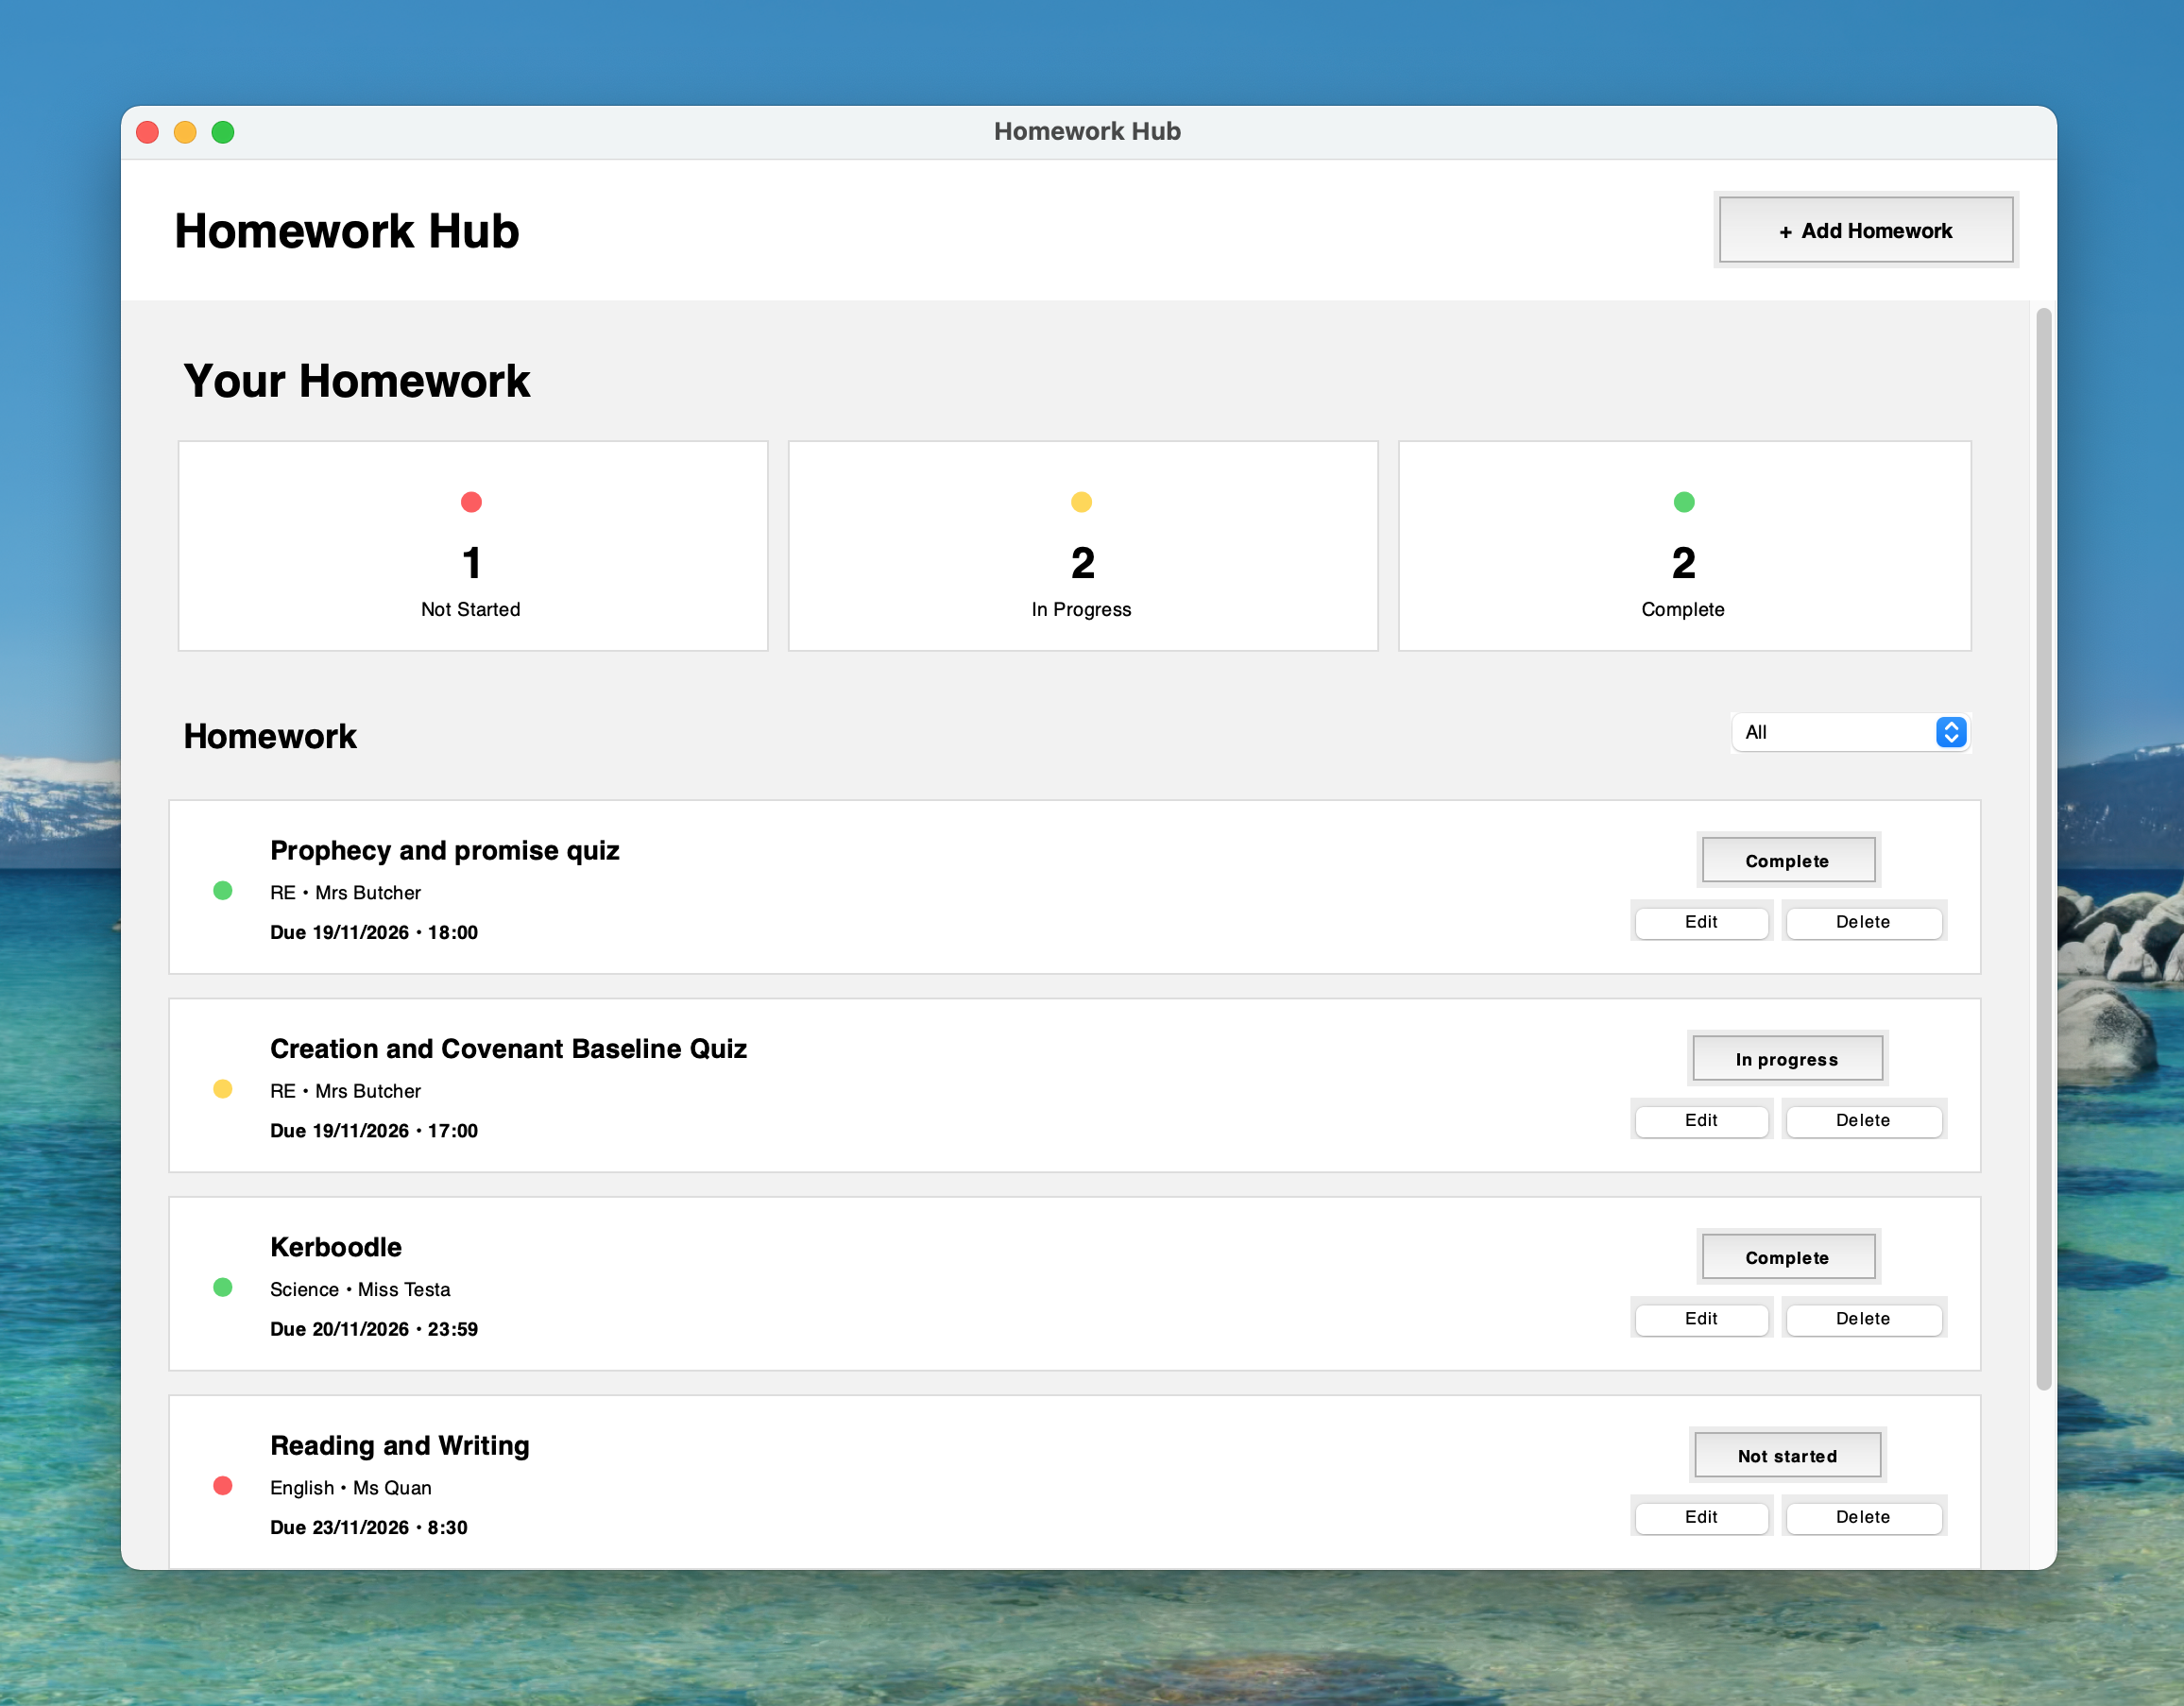 Homework Hub
Homework Hub
+ Add Homework
Your Homework
1
Not Started
2
In Progress
2
Complete
Homework
All
Prophecy and promise quiz
RE • Mrs Butcher
Due 19/11/2026 • 18:00
Complete
Edit
Delete
Creation and Covenant Baseline Quiz
RE • Mrs Butcher
Due 19/11/2026 • 17:00
In progress
Edit
Delete
Kerboodle
Science • Miss Testa
Due 20/11/2026 • 23:59
Complete
Edit
Delete
Reading and Writing
English • Ms Quan
Due 23/11/2026 • 8:30
Not started
Edit
Delete